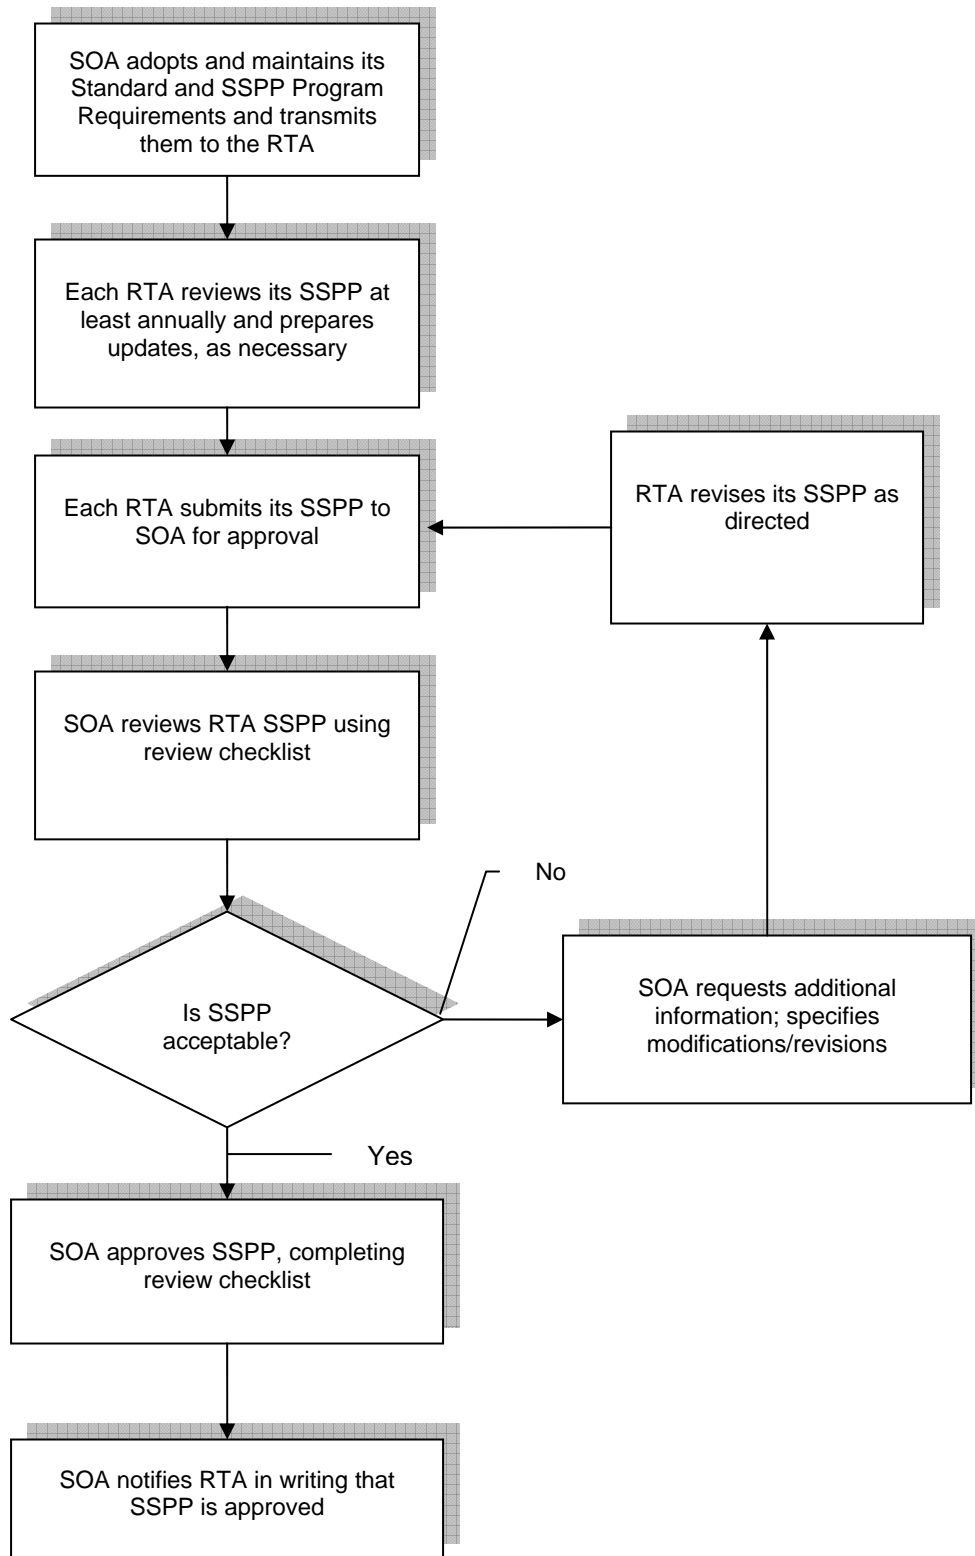 SOA adopts and maintains its
Standard and SSPP Program
Requirements and transmits
them to the RTA
Each RTA reviews its SSPP at
least annually and prepares
updates, as necessary
Each RTA submits its SSPP to
SOA for approval
RTA revises its SSPP as
directed
SOA reviews RTA SSPP using
review checklist
No
Is SSPP
acceptable?
SOA requests additional
information; specifies
modifications/revisions
Yes
SOA approves SSPP, completing
review checklist
SOA notifies RTA in writing that
SSPP is approved